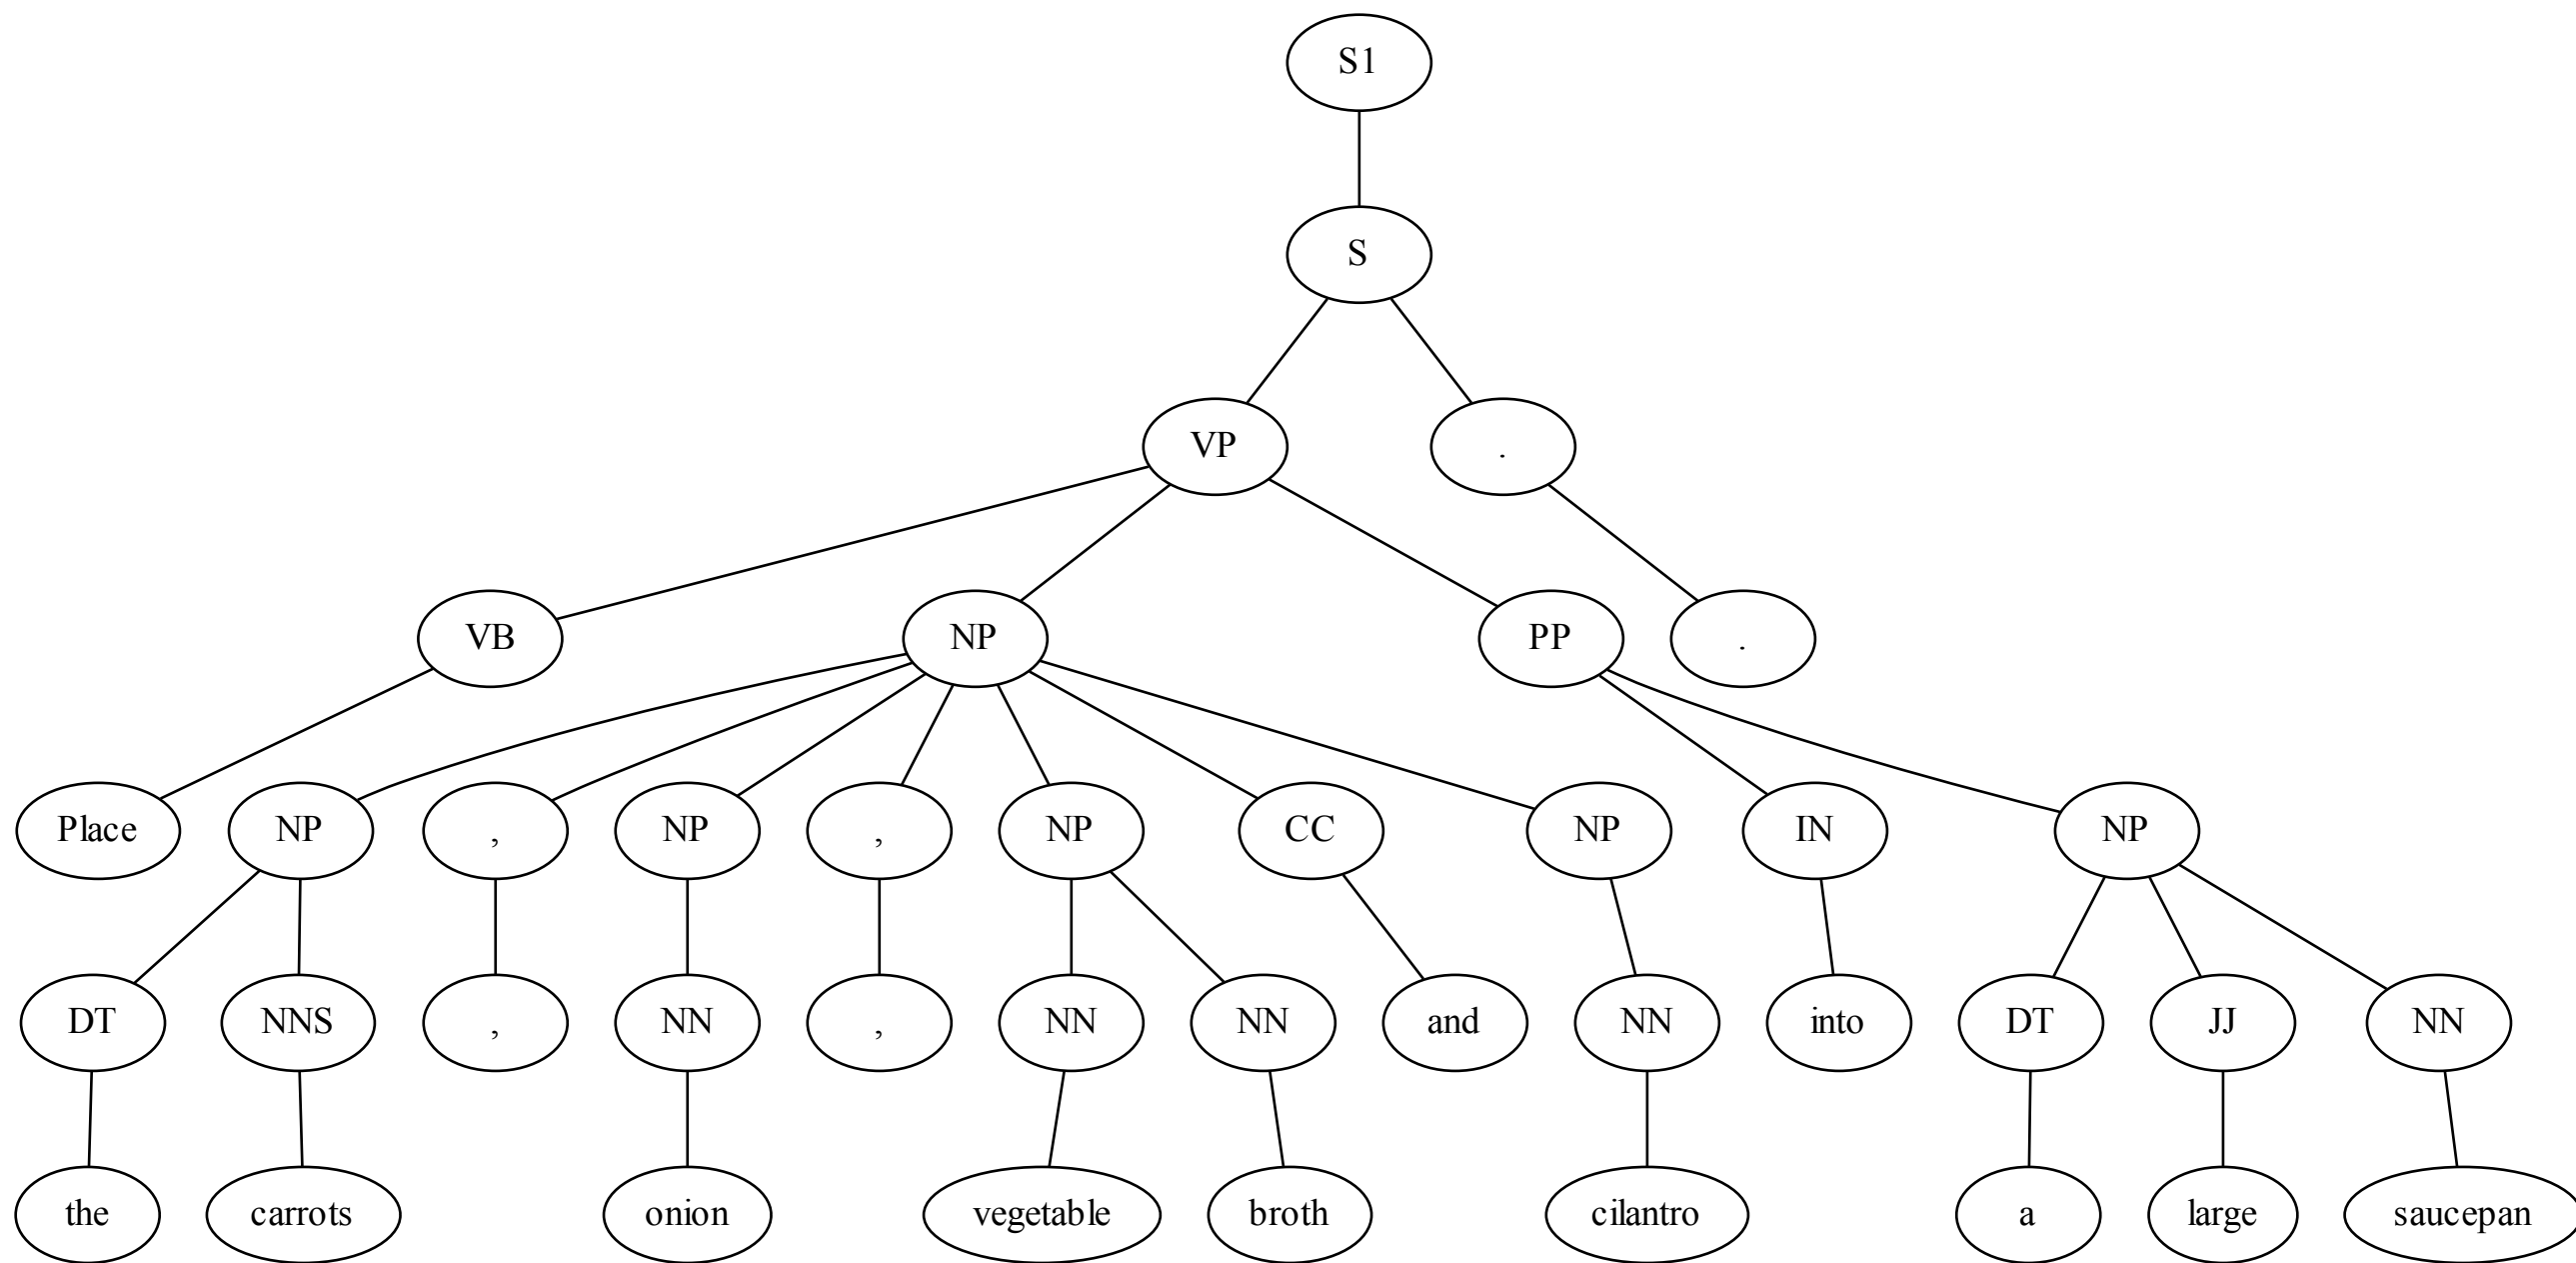 S1
S
VP .
VB NP PP .
Place NP , NP , NP CC NP IN NP
DT NNS , NN , NN NN and NN into DT JJ NN
the carrots onion vegetable broth cilantro a large saucepan